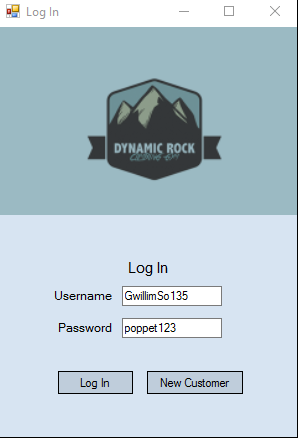 Log In
DYNAMIC ROCK
Log In
Username GwillimSo135
Password poppet123
Log In New Customer